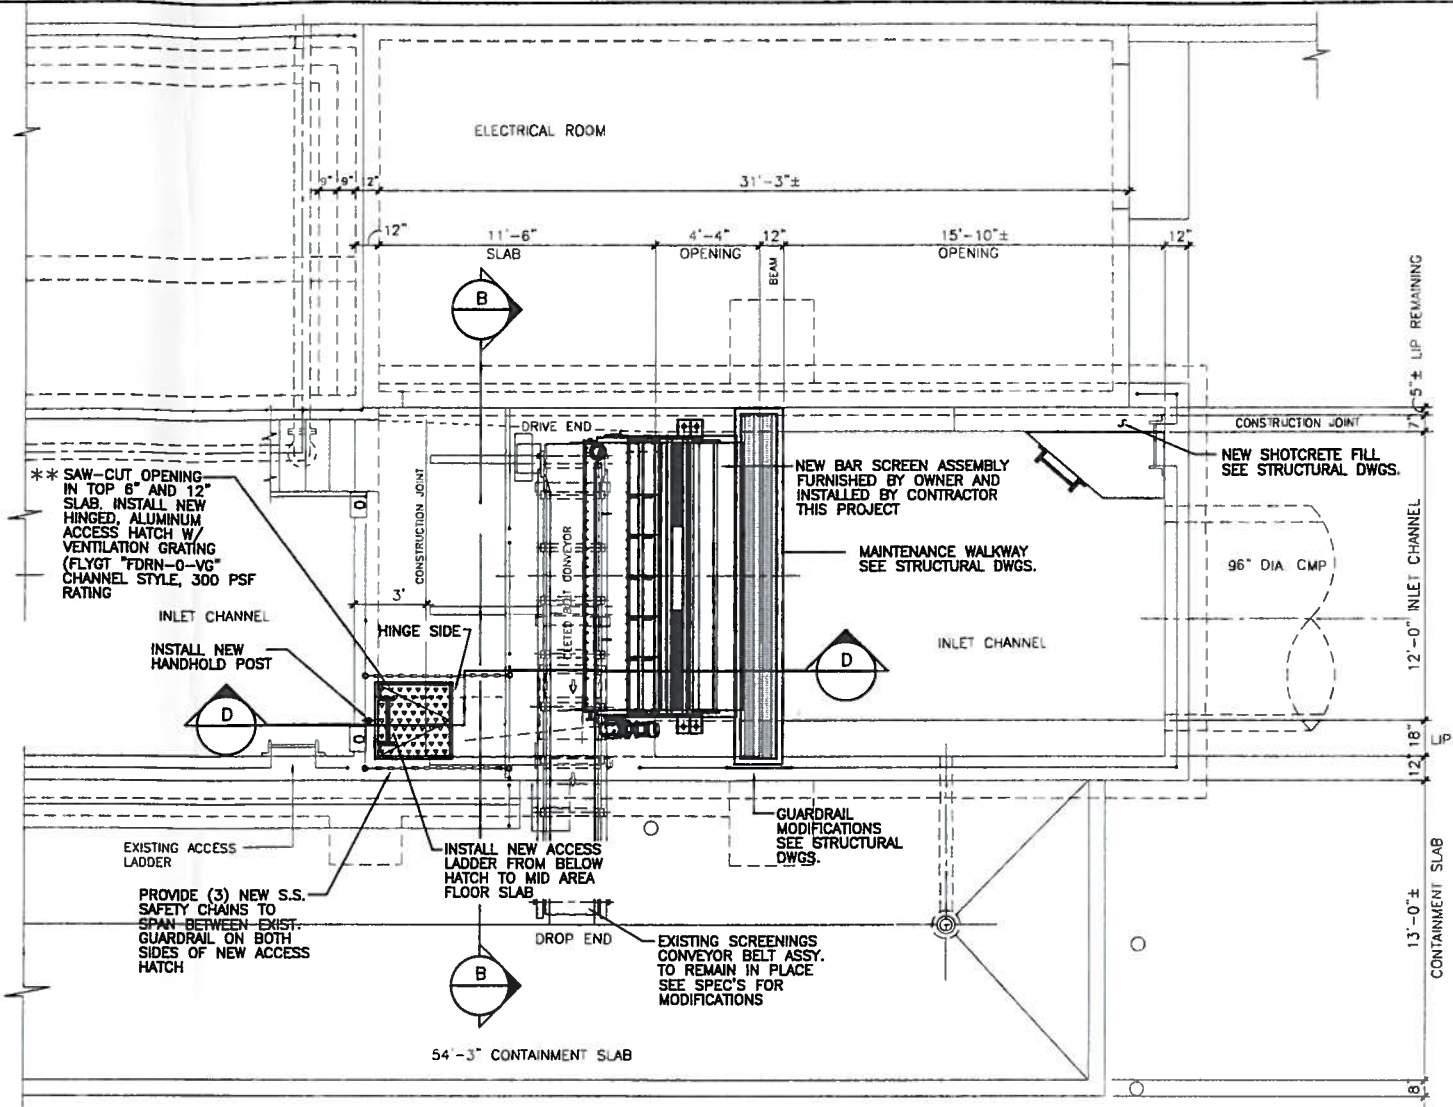 ELECTRICAL ROOM
9" 9" 2" 31'-3"±
12" 11'-6" 4'-4" 12" 15'-10"± 12"
SLAB OPENING OPENING
BEAM
B
5"± LIP REMAINING
7"
CONSTRUCTION JOINT
DRIVE END
** SAW-CUT OPENING
IN TOP 6" AND 12"
SLAB. INSTALL NEW
HINGED, ALUMINUM
ACCESS HATCH W/
VENTILATION GRATING
(FLYGT "FDRN-O-VG"
CHANNEL STYLE, 300 PSF
RATING
CONSTRUCTION JOINT
BELT CONVEYOR
NEW BAR SCREEN ASSEMBLY
FURNISHED BY OWNER AND
INSTALLED BY CONTRACTOR
THIS PROJECT
NEW SHOTCRETE FILL
SEE STRUCTURAL DWGS.
MAINTENANCE WALKWAY
SEE STRUCTURAL DWGS.
96" DIA. CMP
12'-0" INLET CHANNEL
3'
INLET CHANNEL
HINGE SIDE
INSTALL NEW
HANDHOLD POST
INLET CHANNEL
D
D
18" LIP
12"
EXISTING ACCESS
LADDER
INSTALL NEW ACCESS
LADDER FROM BELOW
HATCH TO MID AREA
FLOOR SLAB
GUARDRAIL
MODIFICATIONS
SEE STRUCTURAL
DWGS.
PROVIDE (3) NEW S.S.
SAFETY CHAINS TO
SPAN BETWEEN EXIST.
GUARDRAIL ON BOTH
SIDES OF NEW ACCESS
HATCH
DROP END
EXISTING SCREENINGS
CONVEYOR BELT ASSY.
TO REMAIN IN PLACE
SEE SPEC'S FOR
MODIFICATIONS
B
13'-0"±
CONTAINMENT SLAB
54'-3" CONTAINMENT SLAB
8"